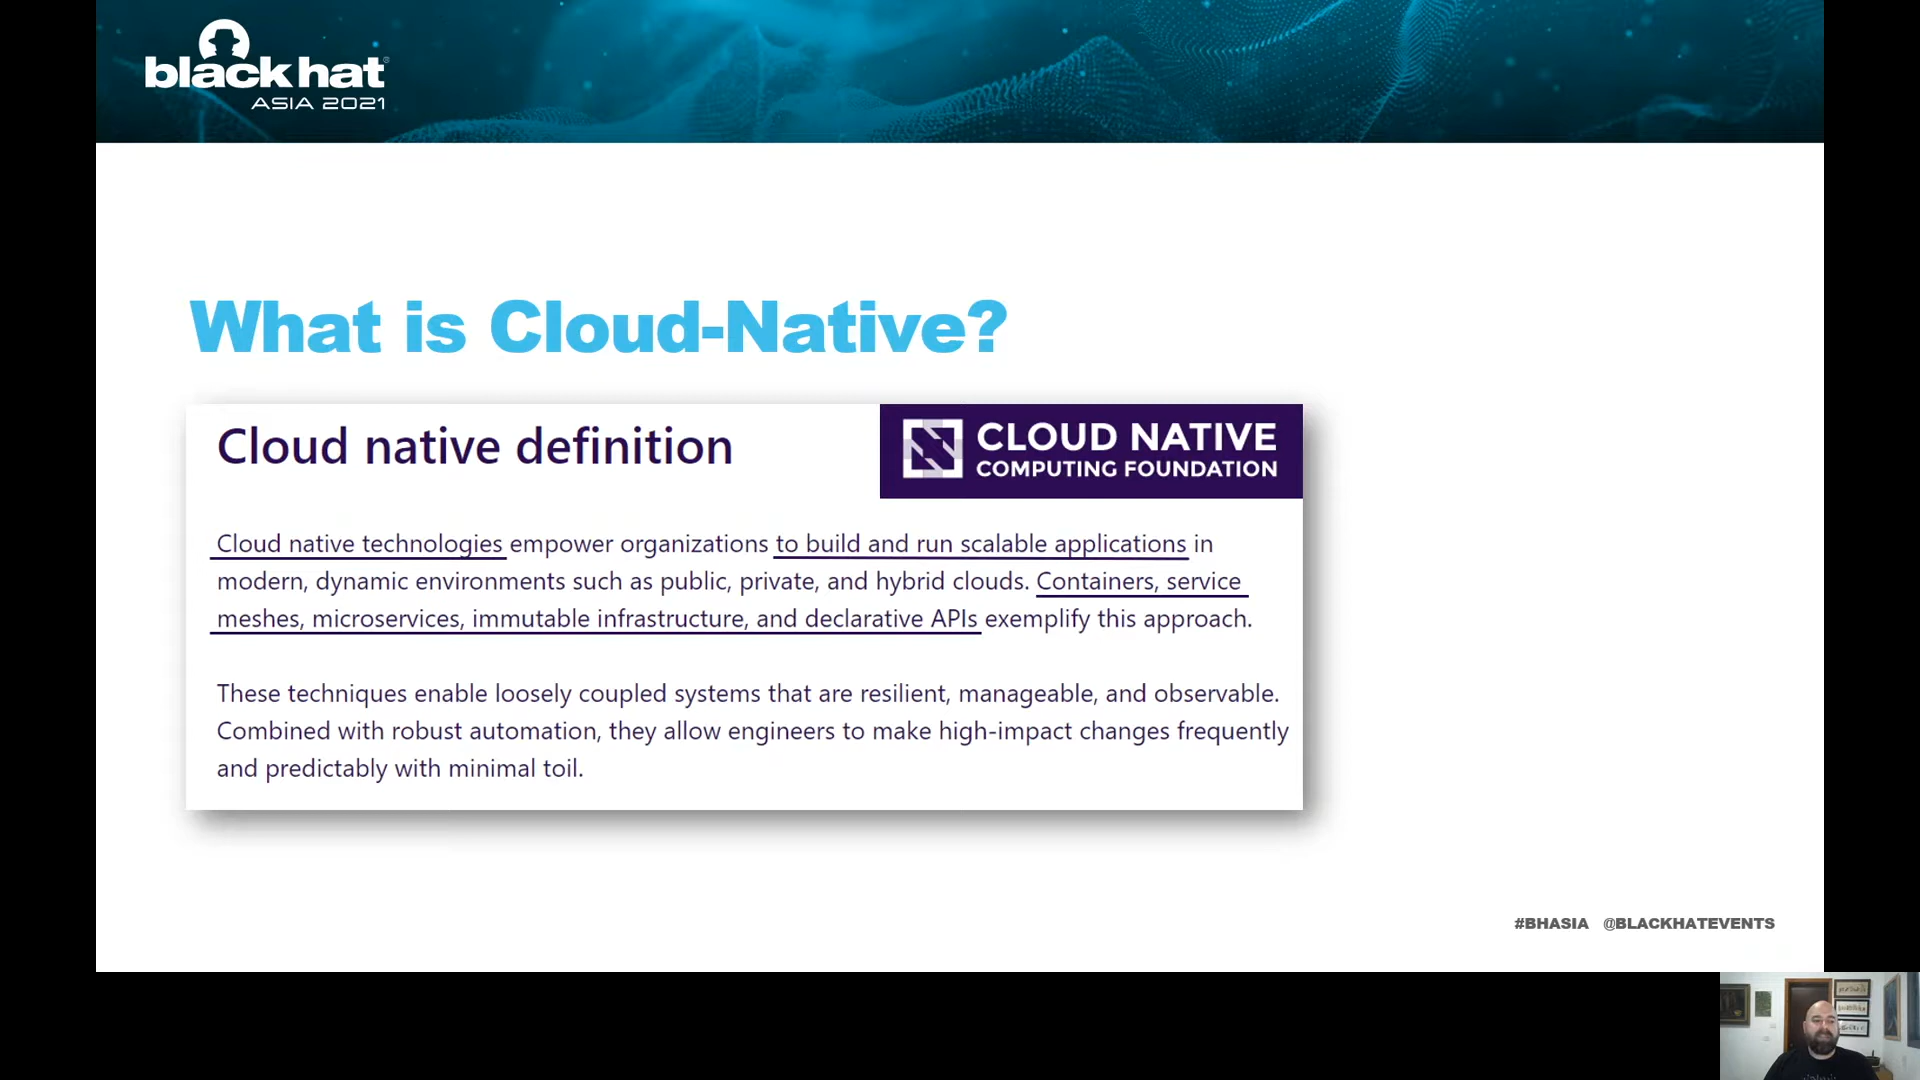 black hat
ASIA 2021
What is Cloud-Native?
Cloud native definition
CLOUD NATIVE
COMPUTING FOUNDATION
Cloud native technologies empower organizations to build and run scalable applications in
modern, dynamic environments such as public, private, and hybrid clouds. Containers, service
meshes, microservices, immutable infrastructure, and declarative APIs exemplify this approach.
These techniques enable loosely coupled systems that are resilient, manageable, and observable.
Combined with robust automation, they allow engineers to make high-impact changes frequently
and predictably with minimal toil.
#BHASIA @BLACKHATEVENTS